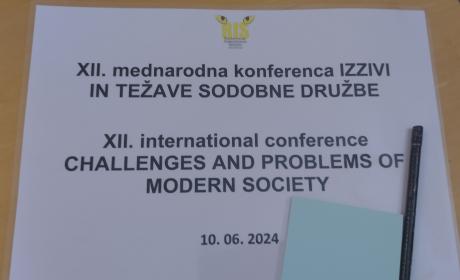 RIS
XII. mednarodna konferenca IZZIVI
IN TEŽAVE SODOBNE DRUŽBE
XII. international conference
CHALLENGES AND PROBLEMS OF
MODERN SOCIETY
10. 06. 2024